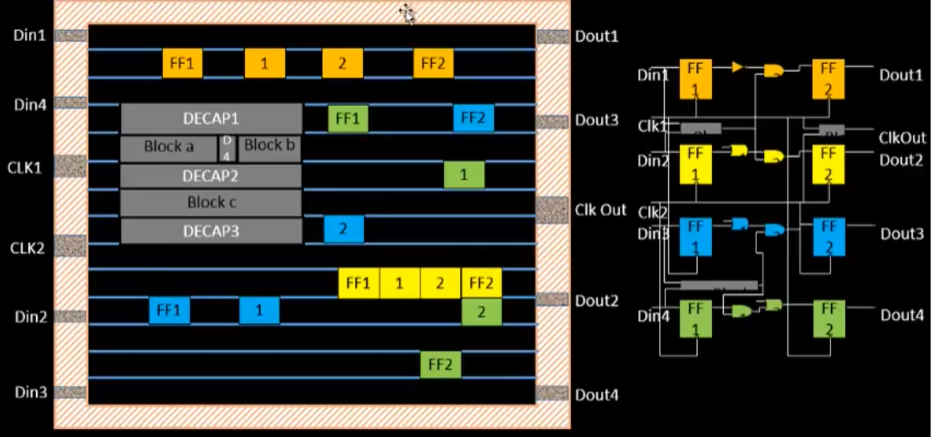 Din1
Dout1
FF1 1 2 FF2
Din4
DECAP1
FF1
FF2
Dout3
Block a
D
4
Block b
CLK1
DECAP2
1
Block c
Clk Out
DECAP3
2
CLK2
FF1 1 2 FF2
Dout2
Din2
FF1 1
2
FF2
Din3
Dout4
Din1
FF
1
FF
2
Dout1
Clk1
ClkOut
Din2
FF
1
FF
2
Dout2
Clk2
Din3
FF
1
FF
2
Dout3
Din4
FF
1
FF
2
Dout4